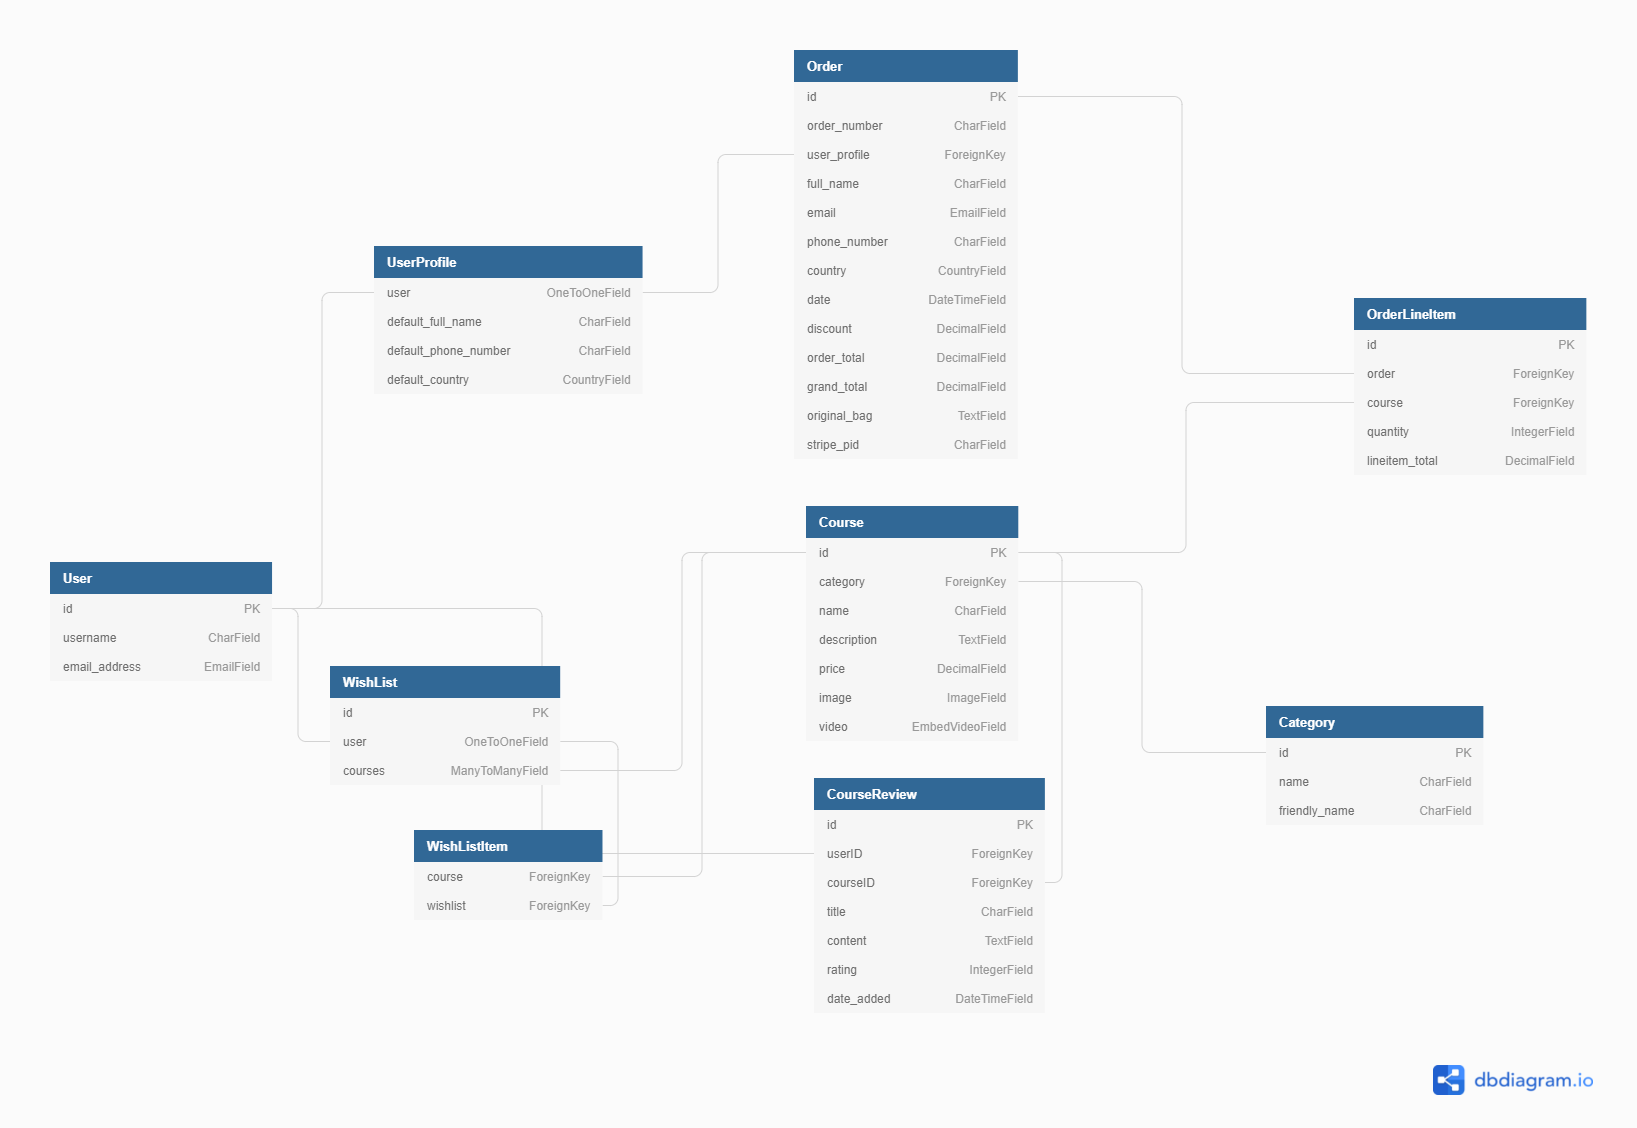 Order
id PK
order_number CharField
user_profile ForeignKey
full_name CharField
email EmailField
phone_number CharField
country CountryField
date DateTimeField
discount DecimalField
order_total DecimalField
grand_total DecimalField
original_bag TextField
stripe_pid CharField
UserProfile
user OneToOneField
default_full_name CharField
default_phone_number CharField
default_country CountryField
OrderLineItem
id PK
order ForeignKey
course ForeignKey
quantity IntegerField
lineitem_total DecimalField
Course
id PK
category ForeignKey
name CharField
description TextField
price DecimalField
image ImageField
video EmbedVideoField
User
id PK
username CharField
email_address EmailField
WishList
id PK
user OneToOneField
courses ManyToManyField
Category
id PK
name CharField
friendly_name CharField
CourseReview
id PK
userID ForeignKey
courseID ForeignKey
title CharField
content TextField
rating IntegerField
date_added DateTimeField
WishListItem
course ForeignKey
wishlist ForeignKey
dbdiagram.io